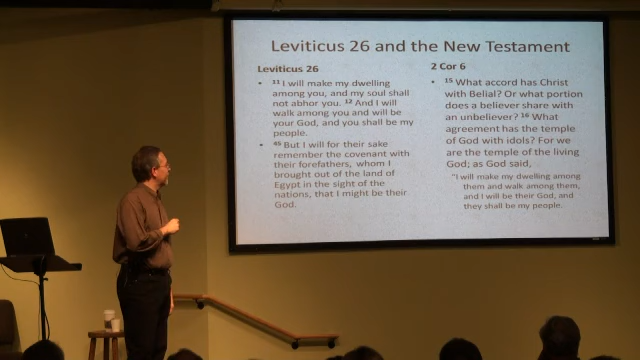 Leviticus 26 and the New Testament
Leviticus 26
• 11 I will make my dwelling
among you, and my soul shall
not abhor you. 12 And I will
walk among you and will be
your God, and you shall be my
people.
• 45 But I will for their sake
remember the covenant with
their forefathers, whom I
brought out of the land of
Egypt in the sight of the
nations, that I might be their
God.
2 Cor 6
• 15 What accord has Christ
with Belial? Or what portion
does a believer share with
an unbeliever? 16 What
agreement has the temple
of God with idols? For we
are the temple of the living
God; as God said,
"I will make my dwelling among
them and walk among them,
and I will be their God, and
they shall be my people.